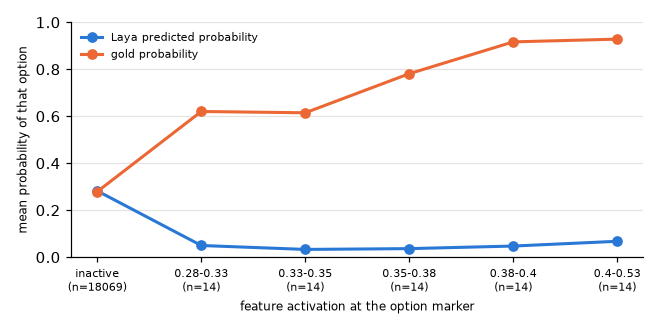 Laya predicted probability
gold probability
mean probability of that option
1.0
0.8
0.6
0.4
0.2
0.0
inactive
(n=18069)
0.28-0.33
(n=14)
0.33-0.35
(n=14)
0.35-0.38
(n=14)
0.38-0.4
(n=14)
0.4-0.53
(n=14)
feature activation at the option marker